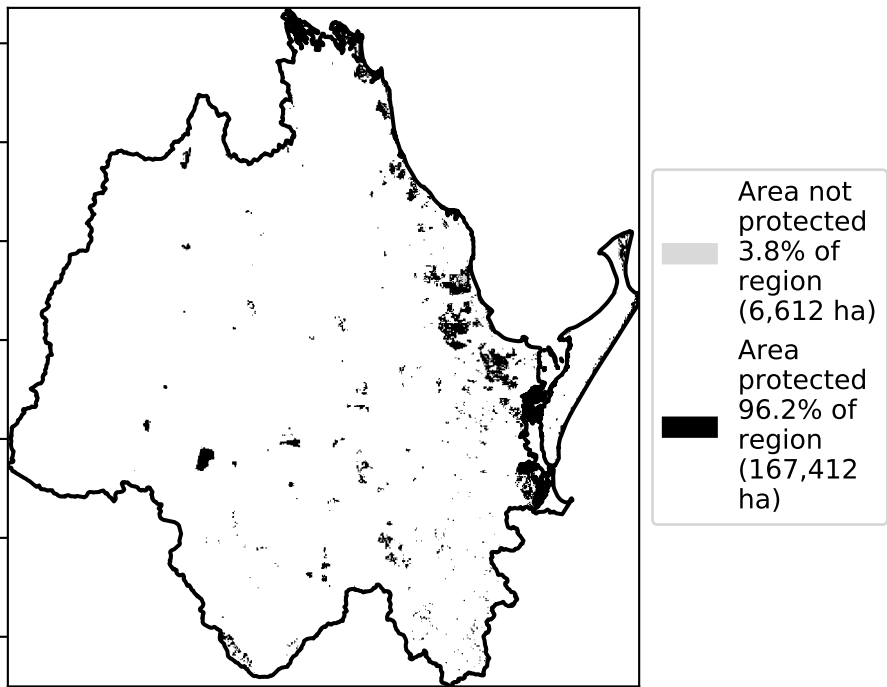 Area not
protected
3.8% of
region
(6,612 ha)
Area
protected
96.2% of
region
(167,412
ha)